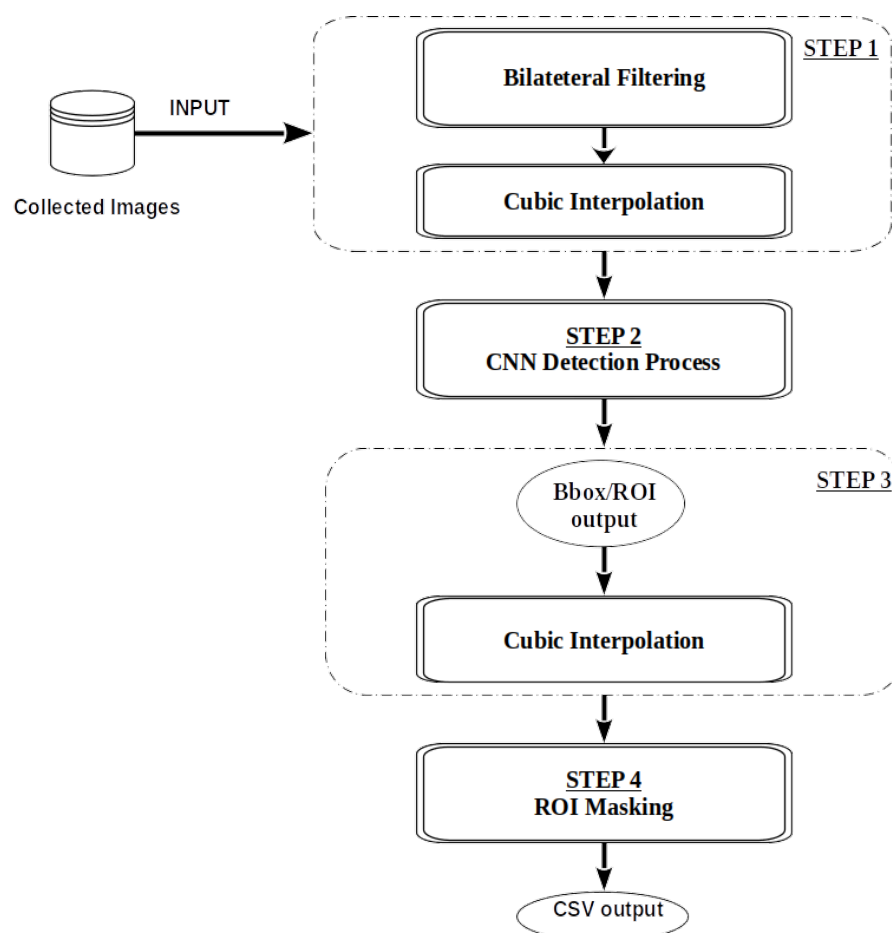 STEP 1
Bilateteral Filtering
INPUT
Collected Images
Cubic Interpolation
STEP 2
CNN Detection Process
STEP 3
Bbox/ROI
output
Cubic Interpolation
STEP 4
ROI Masking
CSV output